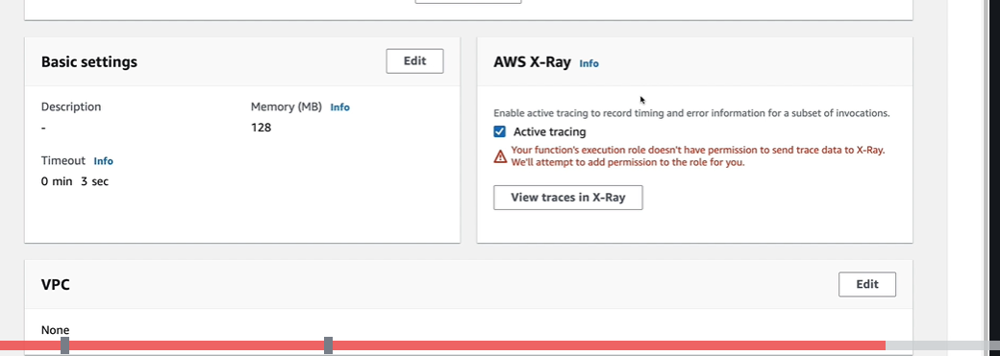 Basic settings
Edit
Description
Memory (MB) Info
-
128
Timeout Info
0 min 3 sec
AWS X-Ray Info
Enable active tracing to record timing and error information for a subset of invocations.
Active tracing
Your function's execution role doesn't have permission to send trace data to X-Ray.
We'll attempt to add permission to the role for you.
View traces in X-Ray
VPC
Edit
None